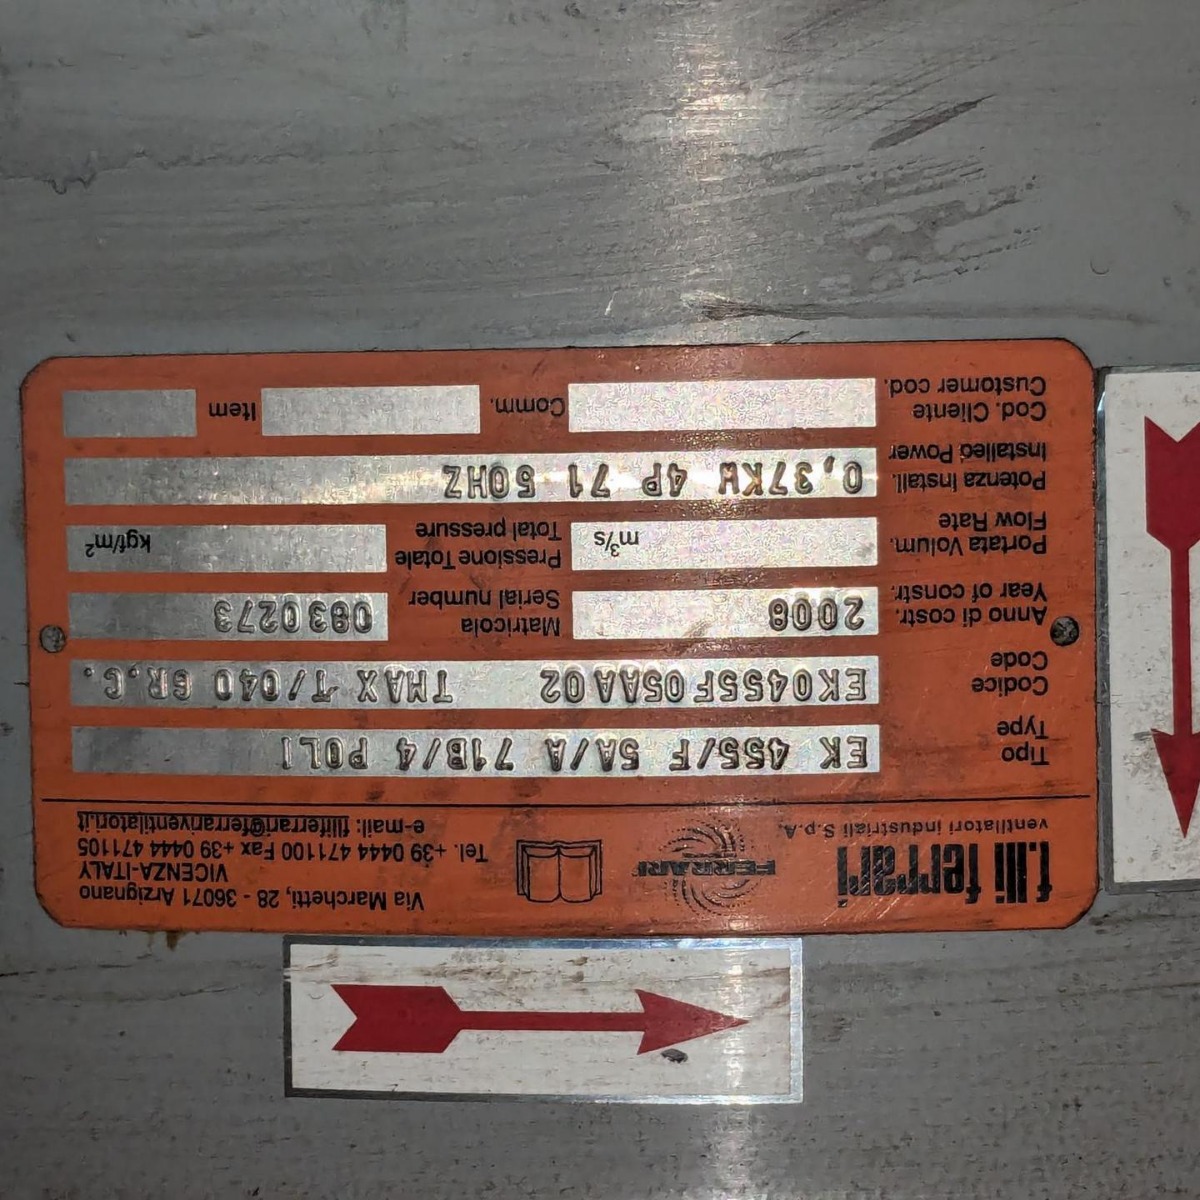 f.lli ferrari
ventilatori industriali S.p.A.
FERRARI
Via Marchetti, 28 - 36071 Arzignano
VICENZA-ITALY
Tel. + 39 0444 471100 Fax + 39 0444 471105
e-mail: flliferrari@ferrariventilatori.it
Tipo EK 455/F 5A/A 71B/4 POLI
Type
Codice EK0455F05AA02 TMAX T/040 GR.C.
Code
Anno di costr. 2008 Matricola 0830273
Year of constr. Serial number
Portata Volum. m³/s Pressione Totale kgf/m²
Flow Rate Total pressure
Potenza Install. 0,37KW 4P 71 50HZ
Installed Power
Cod. Cliente Comm. Item
Customer cod.